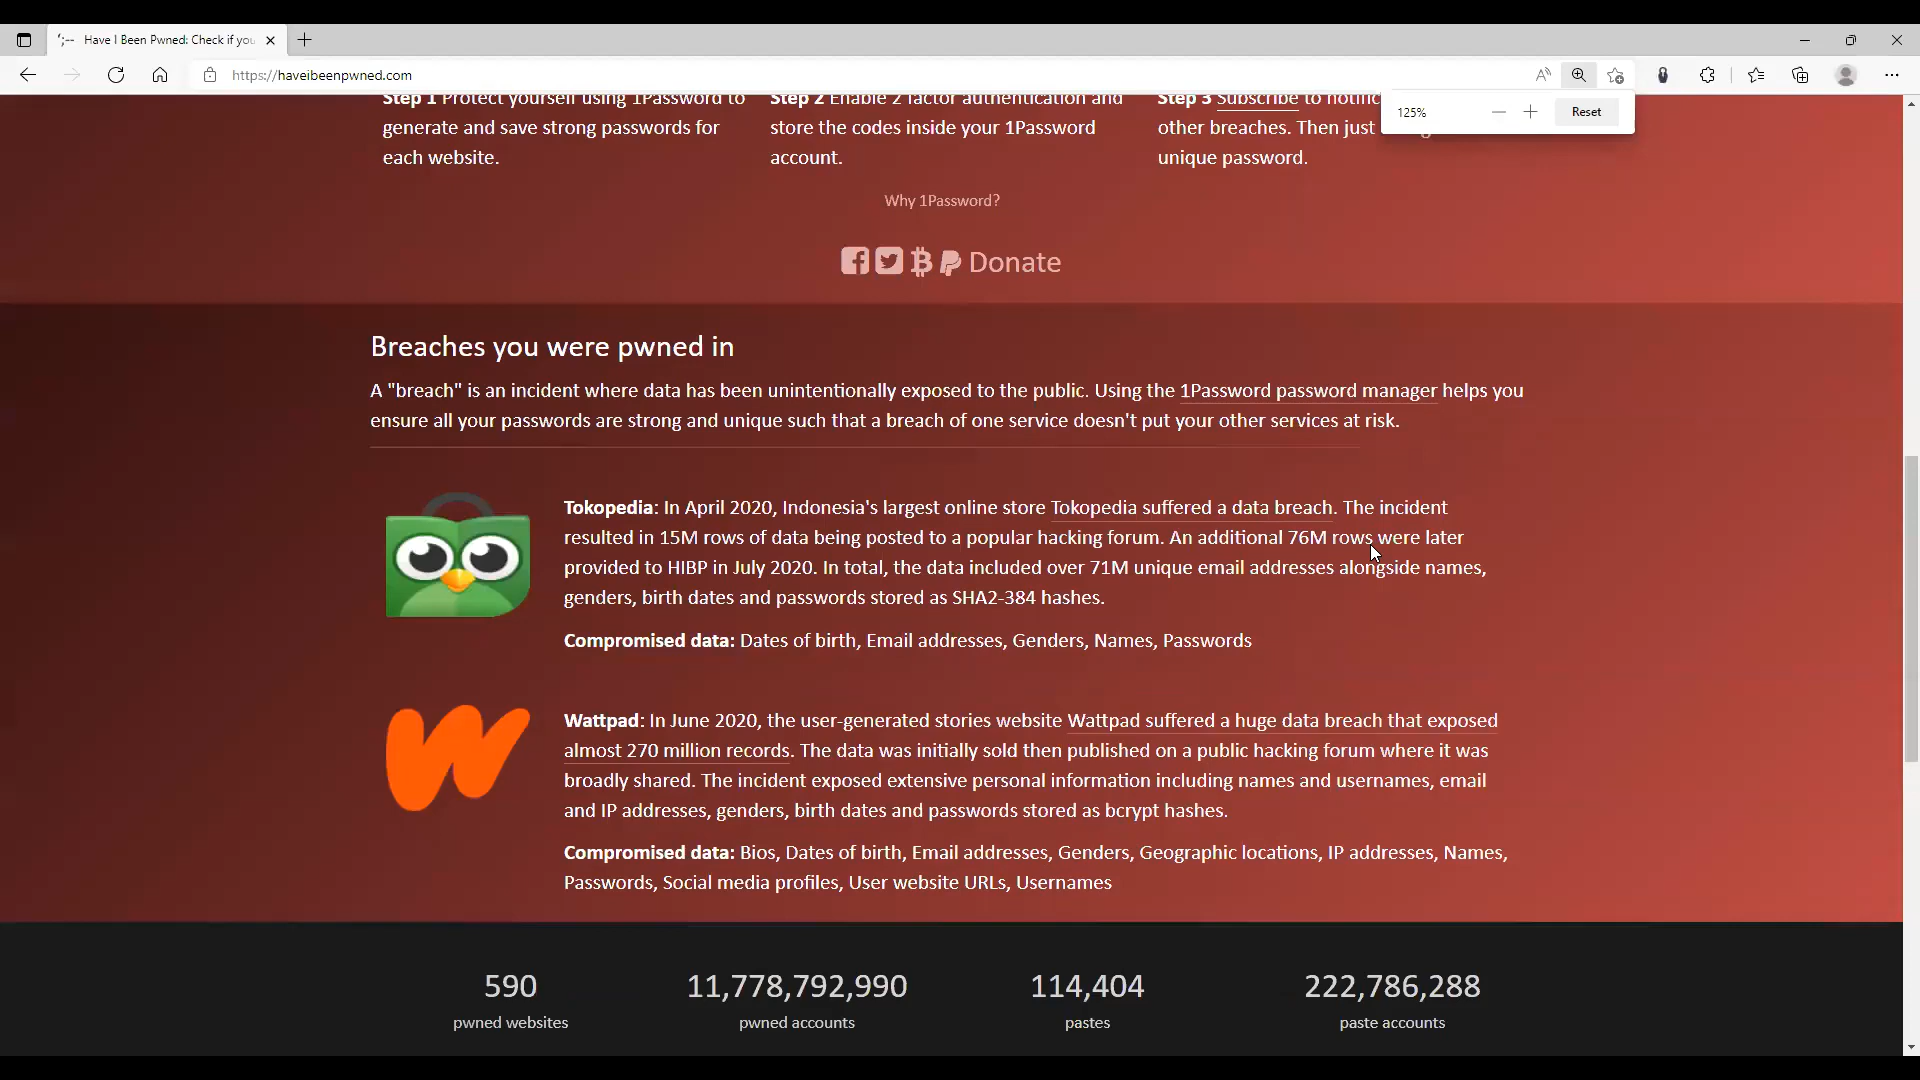 Have I Been Pwned: Check if you
https://haveibeenpwned.com
125%
Reset
Step 1 Protect yourself using 1Password to
generate and save strong passwords for
each website.
Step 2 Enable 2 factor authentication and
store the codes inside your 1Password
account.
Step 3 Subscribe to notific
other breaches. Then just
unique password.
Why 1Password?
Donate
Breaches you were pwned in
A "breach" is an incident where data has been unintentionally exposed to the public. Using the 1Password password manager helps you
ensure all your passwords are strong and unique such that a breach of one service doesn't put your other services at risk.
Tokopedia: In April 2020, Indonesia's largest online store Tokopedia suffered a data breach. The incident
resulted in 15M rows of data being posted to a popular hacking forum. An additional 76M rows were later
provided to HIBP in July 2020. In total, the data included over 71M unique email addresses alongside names,
genders, birth dates and passwords stored as SHA2-384 hashes.
Compromised data: Dates of birth, Email addresses, Genders, Names, Passwords
Wattpad: In June 2020, the user-generated stories website Wattpad suffered a huge data breach that exposed
almost 270 million records. The data was initially sold then published on a public hacking forum where it was
broadly shared. The incident exposed extensive personal information including names and usernames, email
and IP addresses, genders, birth dates and passwords stored as bcrypt hashes.
Compromised data: Bios, Dates of birth, Email addresses, Genders, Geographic locations, IP addresses, Names,
Passwords, Social media profiles, User website URLs, Usernames
590
pwned websites
11,778,792,990
pwned accounts
114,404
pastes
222,786,288
paste accounts